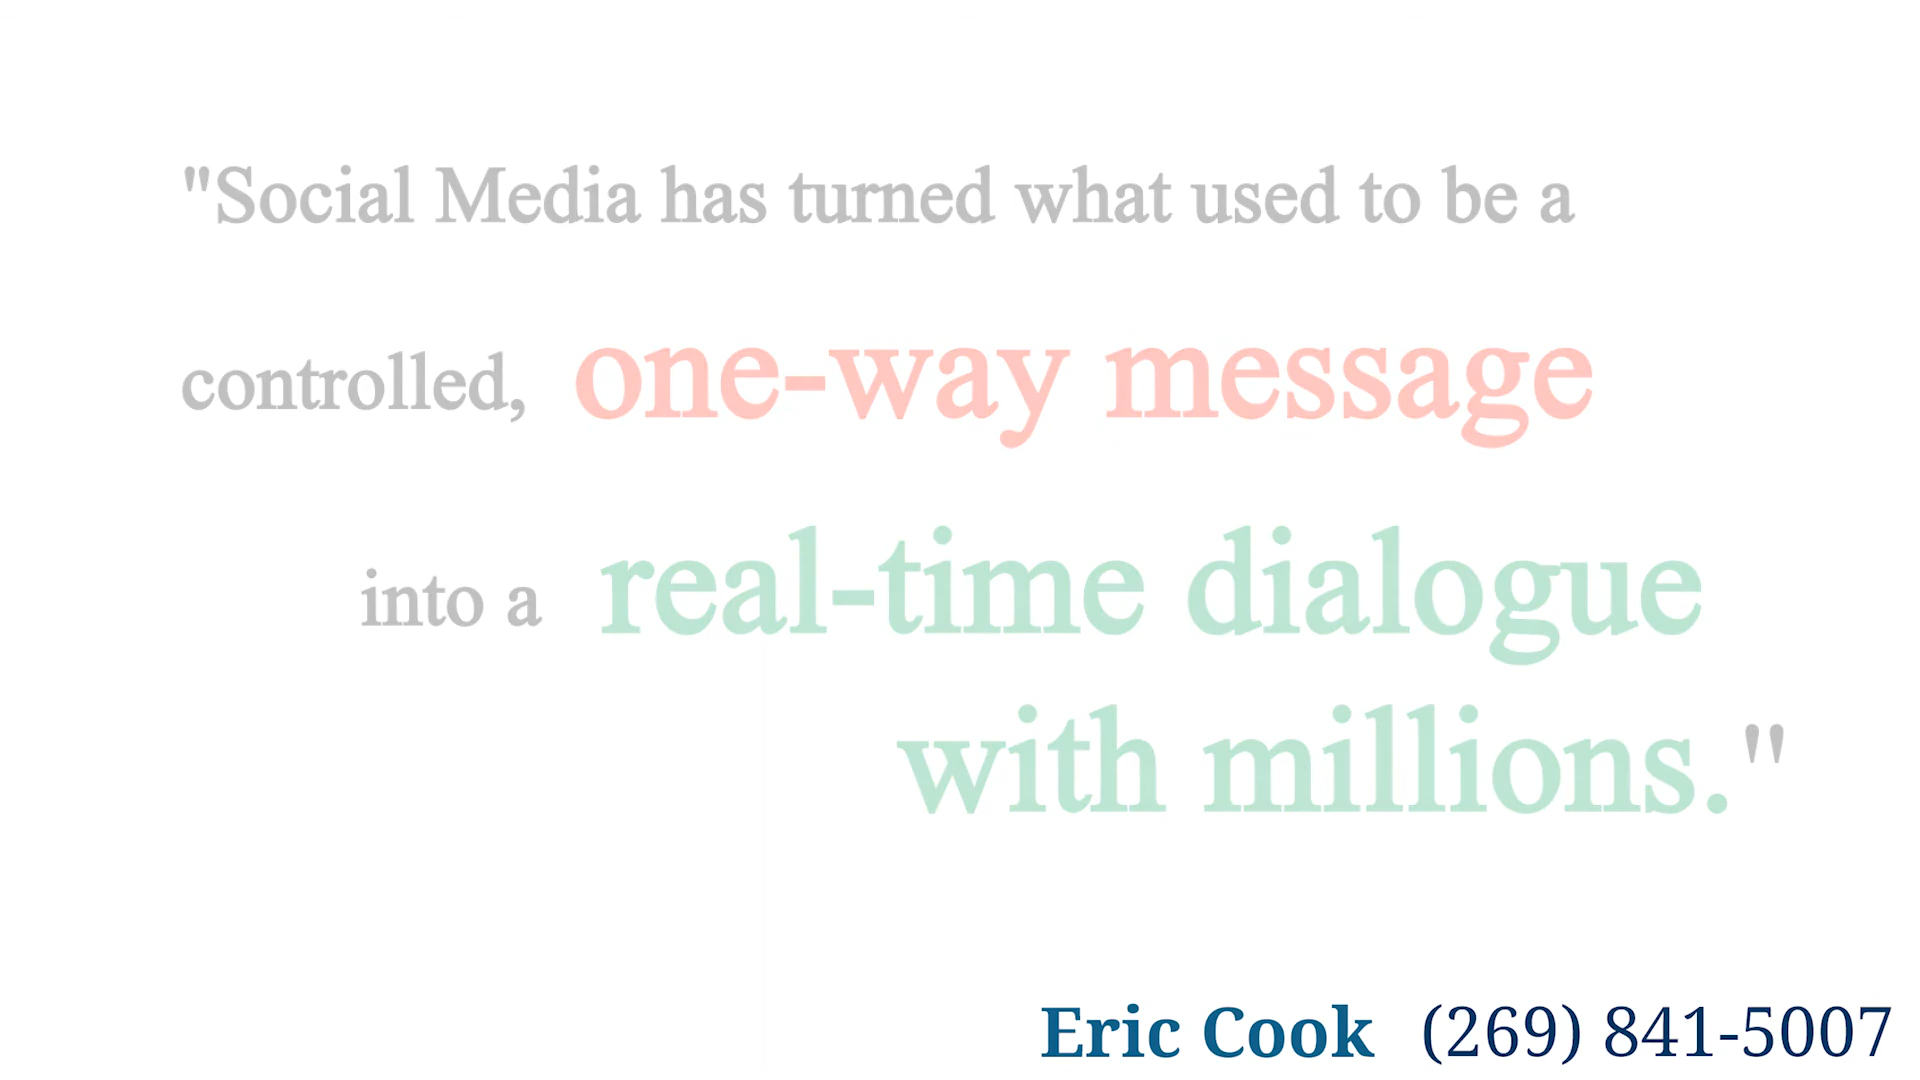 "Social Media has turned what used to be a
controlled, one-way message
into a real-time dialogue
with millions."
Eric Cook (269) 841-5007